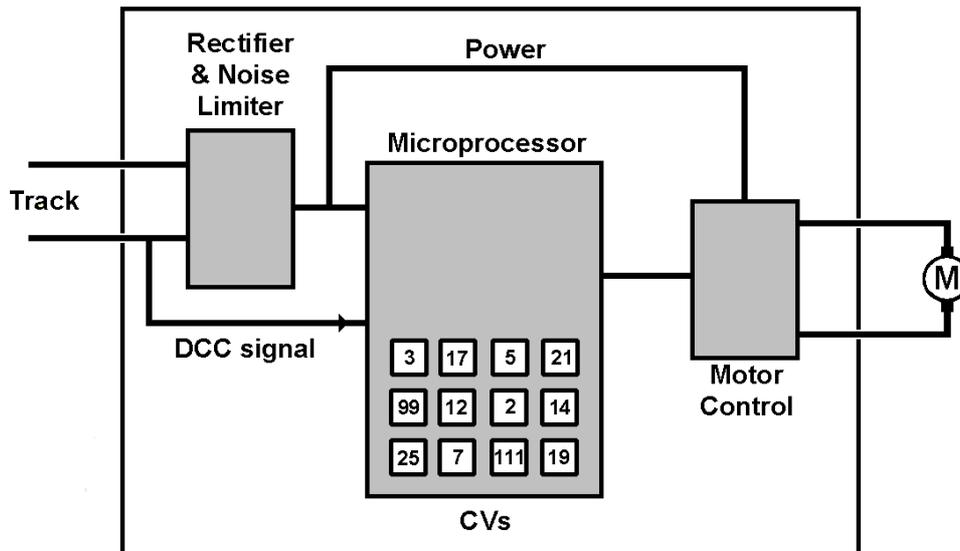 Rectifier
& Noise
Limiter
Power
Microprocessor
Track
M
DCC signal
3 17 5 21
99 12 2 14
25 7 111 19
Motor
Control
CVs